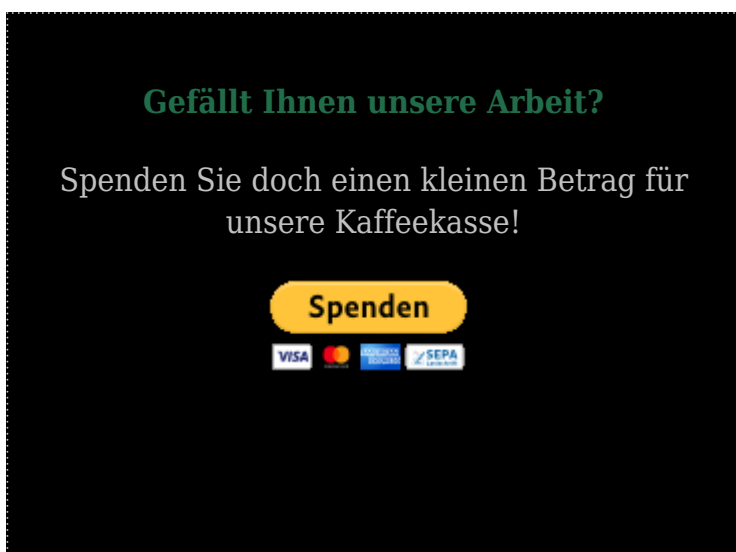 Gefällt Ihnen unsere Arbeit?
Spenden Sie doch einen kleinen Betrag für
unsere Kaffeekasse!
Spenden
VISA SEPA